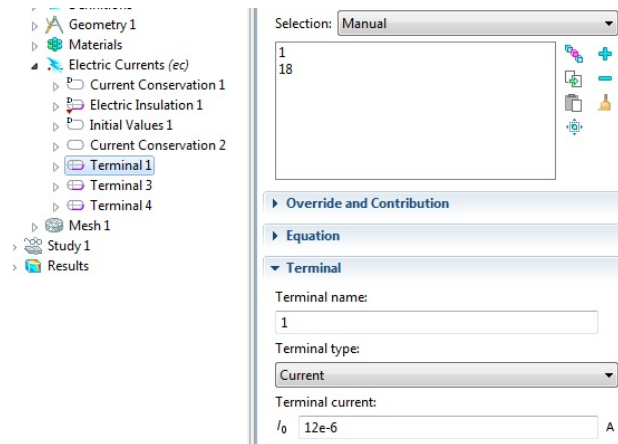 Definitions
Geometry 1
Materials
Electric Currents (ec)
Current Conservation 1
Electric Insulation 1
Initial Values 1
Current Conservation 2
Terminal 1
Terminal 3
Terminal 4
Mesh 1
Study 1
Results
Selection: Manual
1
18
Override and Contribution
Equation
Terminal
Terminal name:
1
Terminal type:
Current
Terminal current:
I0 12e-6 A